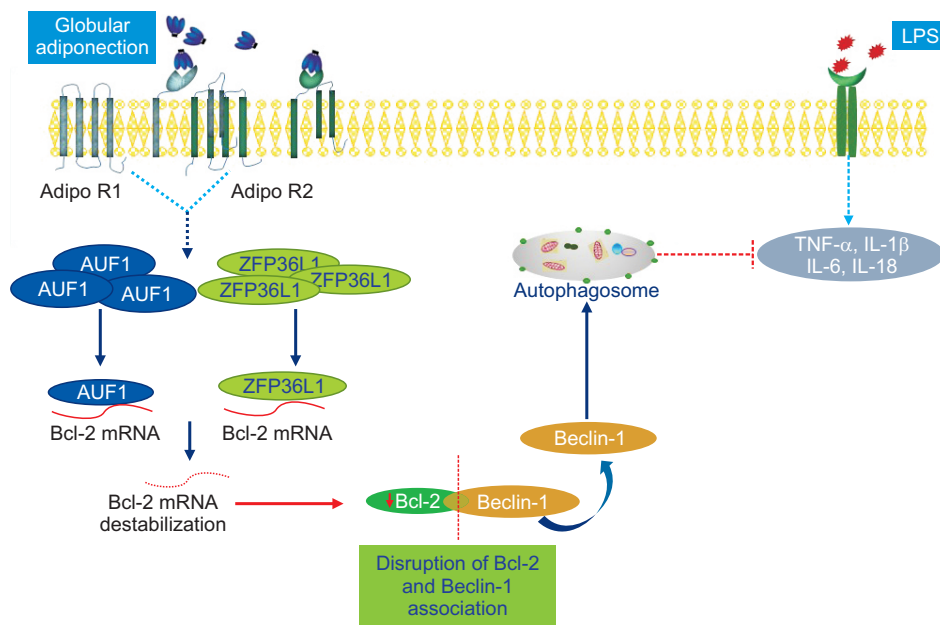 Globular
adiponection
LPS
Adipo R1
Adipo R2
AUF1
AUF1
AUF1
ZFP36L1
ZFP36L1
ZFP36L1
TNF-α, IL-1β
IL-6, IL-18
Autophagosome
AUF1
Bcl-2 mRNA
ZFP36L1
Bcl-2 mRNA
Beclin-1
Bcl-2 mRNA
destabilization
Bcl-2
Beclin-1
Disruption of Bcl-2
and Beclin-1
association